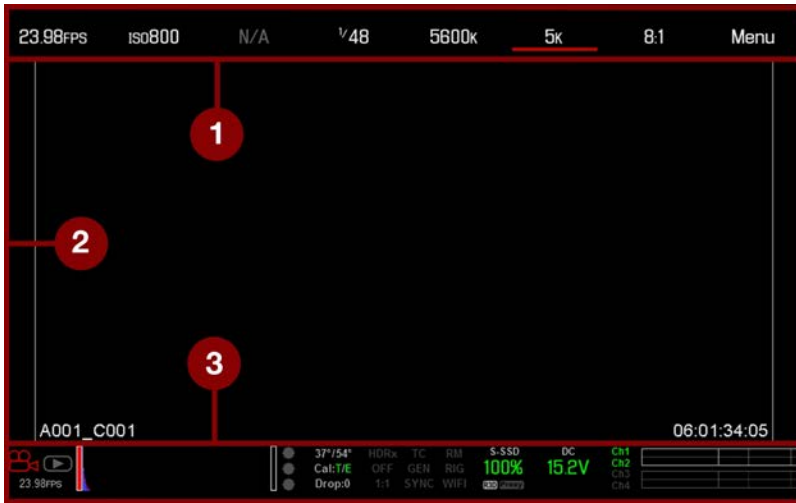 23.98FPS ISO800 N/A 1/48 5600K 5K 8:1 Menu
1
2
3
A001_C001 06:01:34:05
37°/54° HDRx TC RM S-SSD DC Ch1
Cal:T/E OFF GEN RIG 100% 15.2V Ch2
Ch3
23.98FPS Drop:0 1:1 SYNC WIFI R3D Ch4